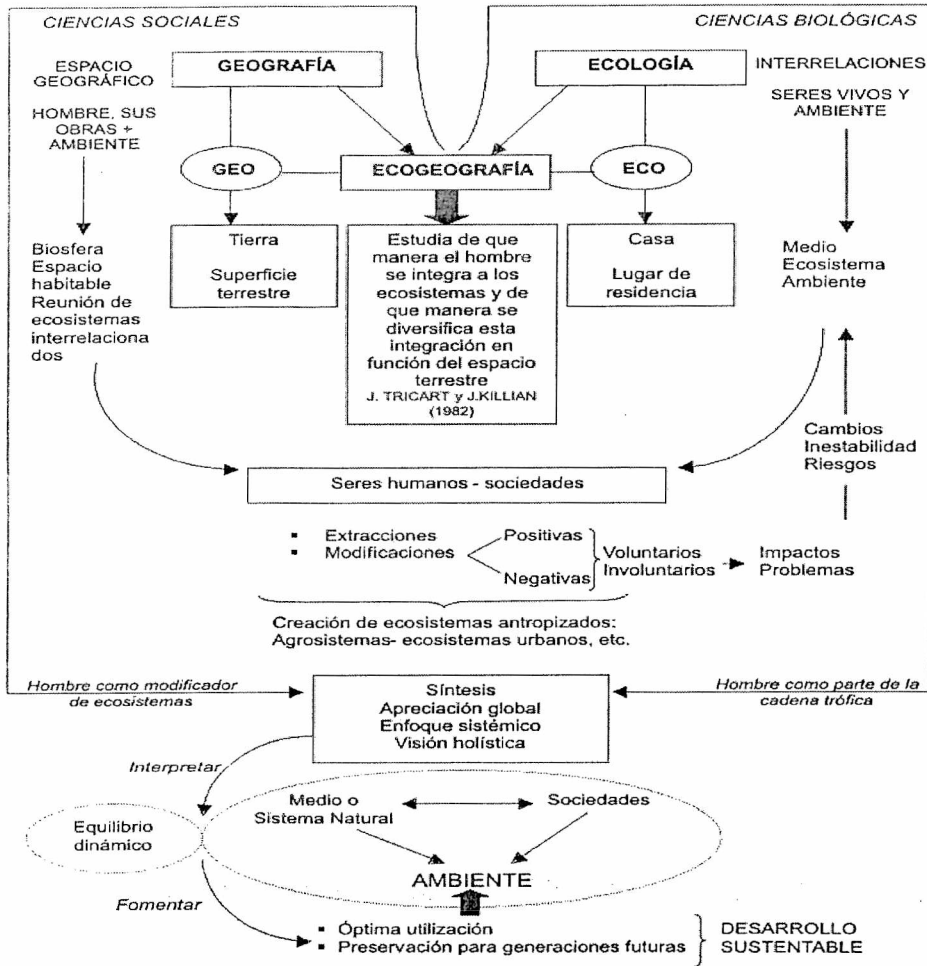 CIENCIAS SOCIALES
CIENCIAS BIOLÓGICAS
ESPACIO
GEOGRÁFICO
GEOGRAFÍA
ECOLOGÍA
INTERRELACIONES
HOMBRE, SUS
OBRAS +
AMBIENTE
SERES VIVOS Y
AMBIENTE
GEO
ECOGEOGRAFÍA
ECO
Biosfera
Espacio
habitable
Reunión de
ecosistemas
interrelaciona
dos
Tierra
Superficie
terrestre
Estudia de que
manera el hombre
se integra a los
ecosistemas y de
que manera se
diversifica esta
integración en
función del espacio
terrestre
J. TRICART y J.KILLIAN
(1982)
Casa
Lugar de
residencia
Medio
Ecosistema
Ambiente
Cambios
Inestabilidad
Riesgos
Seres humanos - sociedades
▪ Extracciones
▪ Modificaciones
Positivas
Negativas
Voluntarios
Involuntarios
Impactos
Problemas
Creación de ecosistemas antropizados:
Agrosistemas- ecosistemas urbanos, etc.
Hombre como modificador
de ecosistemas
Síntesis
Apreciación global
Enfoque sistémico
Visión holística
Hombre como parte de la
cadena trófica
Interpretar
Medio o
Sistema Natural
Sociedades
Equilibrio
dinámico
AMBIENTE
Fomentar
▪ Óptima utilización
▪ Preservación para generaciones futuras
DESARROLLO
SUSTENTABLE